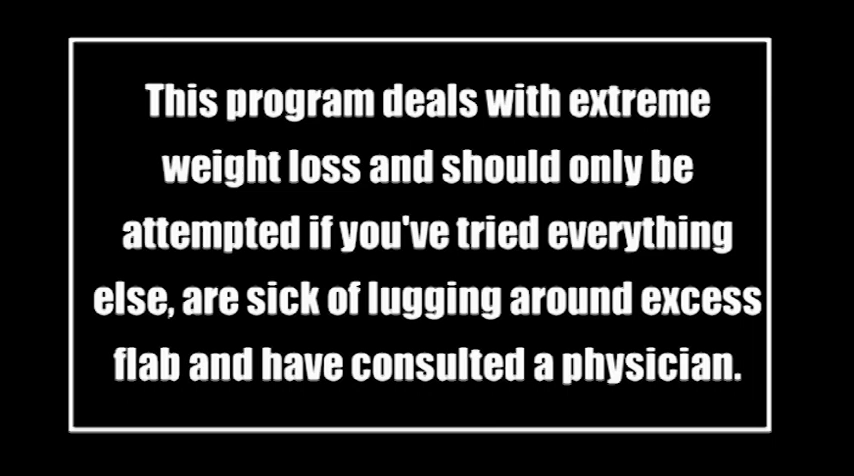 This program deals with extreme
weight loss and should only be
attempted if you've tried everything
else, are sick of lugging around excess
flab and have consulted a physician.